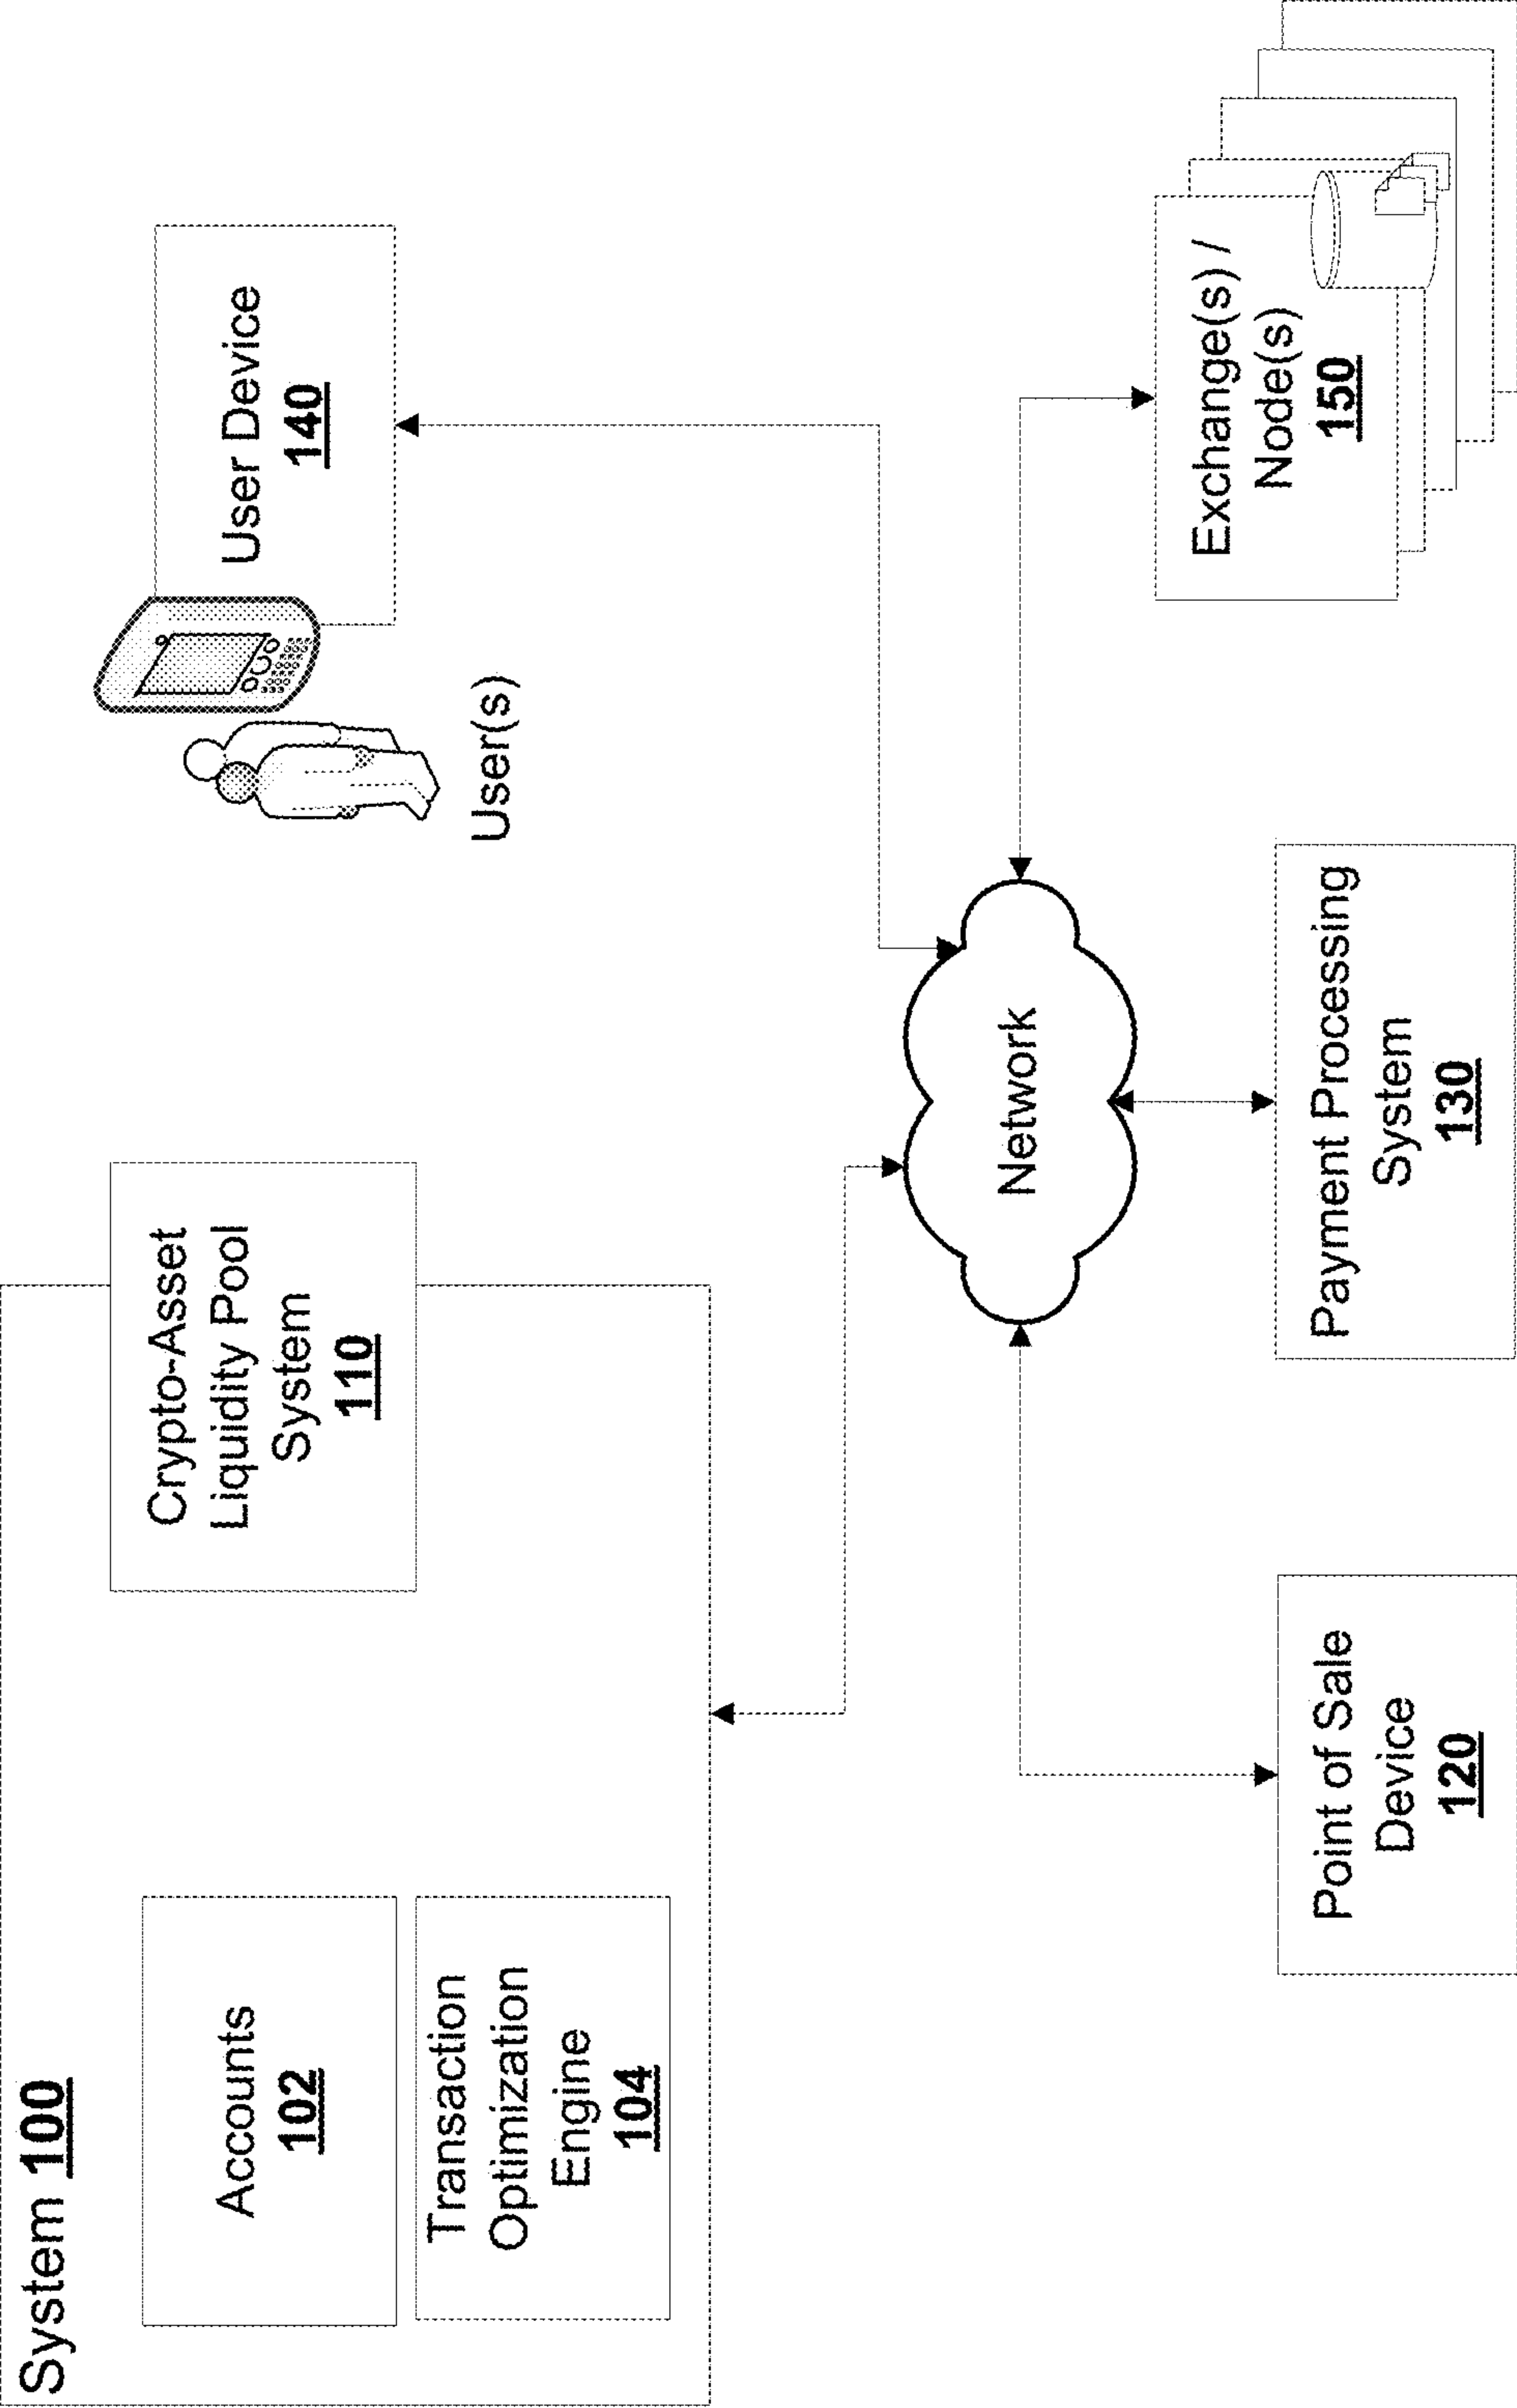 System 100
Accounts
102
Transaction
Optimization
Engine
104
Crypto-Asset
Liquidity Pool
System
110
User Device
140
User(s)
Network
Point of Sale
Device
120
Payment Processing
System
130
Exchange(s) /
Node(s)
150